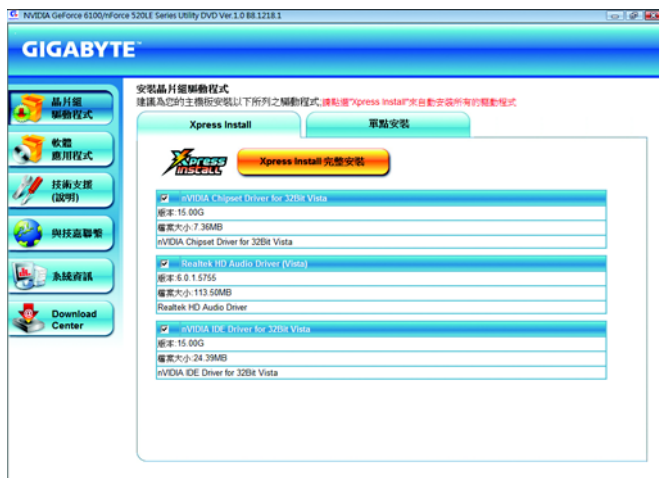 NVIDIA GeForce 6100/nForce 520LE Series Utility DVD Ver.1.0 B8.1218.1
GIGABYTE™
晶片組
驅動程式
軟體
應用程式
技術支援
(說明)
與技嘉聯繫
系統資訊
Download
Center
安裝晶片組驅動程式
建議為您的主機板安裝以下所列之驅動程式,請點選"Xpress Install"來自動安裝所有的驅動程式
Xpress Install
單點安裝
Xpress
INSTALL
Xpress Install 完整安裝
nVIDIA Chipset Driver for 32Bit Vista
版本:15.00G
檔案大小:7.36MB
nVIDIA Chipset Driver for 32Bit Vista
Realtek HD Audio Driver (Vista)
版本:6.0.1.5755
檔案大小:113.50MB
Realtek HD Audio Driver
nVIDIA IDE Driver for 32Bit Vista
版本:15.00G
檔案大小:24.39MB
nVIDIA IDE Driver for 32Bit Vista